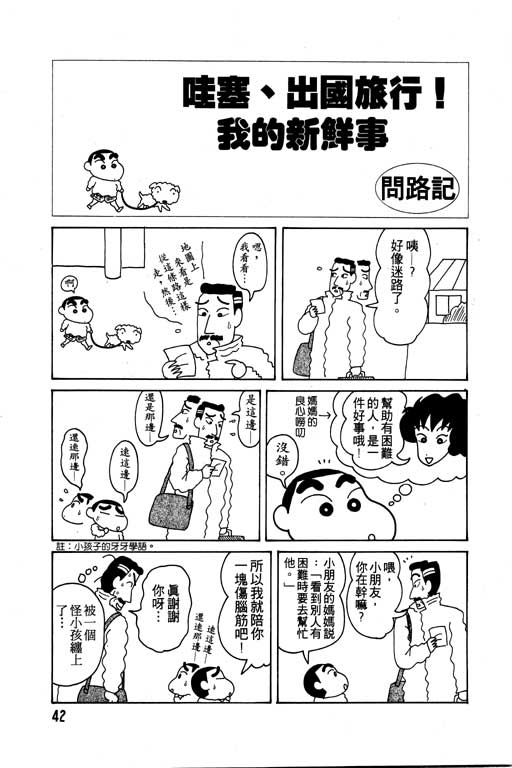 哇塞、出國旅行！
我的新鮮事
問路記
咦—？
好像迷路了。
嗯，
我看看…
地圖上
來看是
從這條路這樣
走，然後…
啊！
幫助有困難
的人，是一
件好事哦！
媽媽的
良心嘮叨
沒錯。
是這邊—
還是那邊—
這這邊—
還還那邊—
註：小孩子的牙牙學語。
喂，
小朋友，
你在幹嘛？
小朋友的媽媽說
：「看到別人有
困難時要去幫忙
他。」
所以我就陪你
一塊傷腦筋吧！
這這邊—
還還那邊—
真謝謝
你呀…
被一個
怪小孩纏上
了…
42